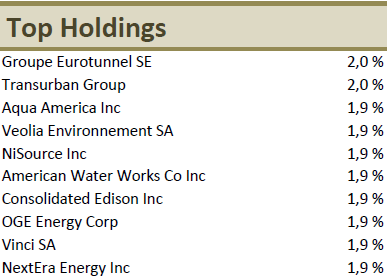 Top Holdings
Groupe Eurotunnel SE 2,0 %
Transurban Group 2,0 %
Aqua America Inc 1,9 %
Veolia Environnement SA 1,9 %
NiSource Inc 1,9 %
American Water Works Co Inc 1,9 %
Consolidated Edison Inc 1,9 %
OGE Energy Corp 1,9 %
Vinci SA 1,9 %
NextEra Energy Inc 1,9 %